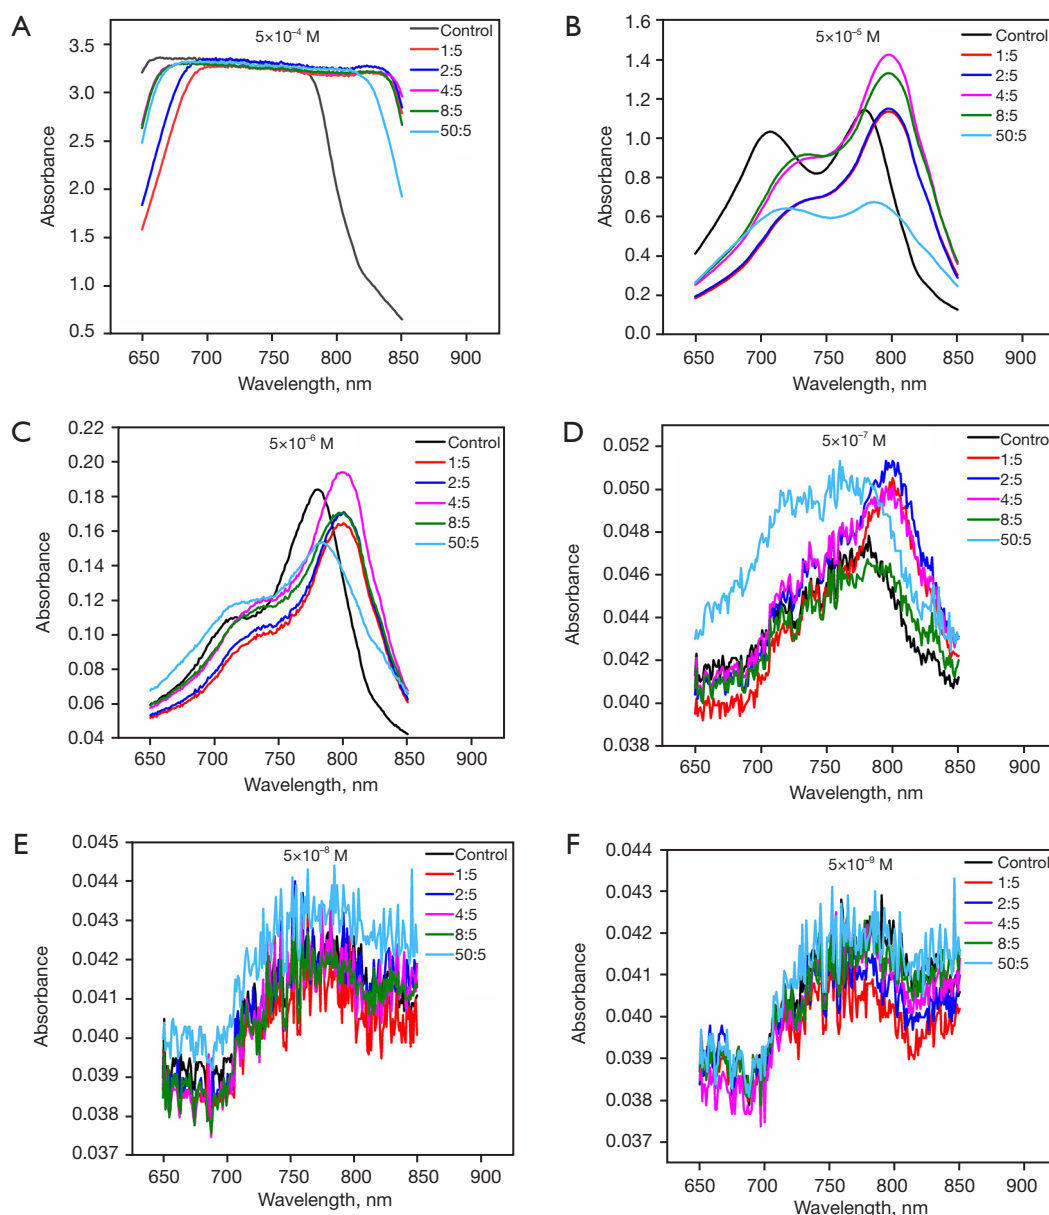 A
5×10⁻⁴ M
Control
1:5
2:5
4:5
8:5
50:5
3.5
3.0
2.5
2.0
1.5
1.0
0.5
Absorbance
650 700 750 800 850 900
Wavelength, nm
B
5×10⁻⁵ M
Control
1:5
2:5
4:5
8:5
50:5
1.6
1.4
1.2
1.0
0.8
0.6
0.4
0.2
0.0
Absorbance
650 700 750 800 850 900
Wavelength, nm
C
5×10⁻⁶ M
Control
1:5
2:5
4:5
8:5
50:5
0.22
0.20
0.18
0.16
0.14
0.12
0.10
0.08
0.06
0.04
Absorbance
650 700 750 800 850 900
Wavelength, nm
D
5×10⁻⁷ M
Control
1:5
2:5
4:5
8:5
50:5
0.052
0.050
0.048
0.046
0.044
0.042
0.040
0.038
Absorbance
650 700 750 800 850 900
Wavelength, nm
E
5×10⁻⁸ M
Control
1:5
2:5
4:5
8:5
50:5
0.045
0.044
0.043
0.042
0.041
0.040
0.039
0.038
0.037
Absorbance
650 700 750 800 850 900
Wavelength, nm
F
5×10⁻⁹ M
Control
1:5
2:5
4:5
8:5
50:5
0.044
0.043
0.042
0.041
0.040
0.039
0.038
0.037
Absorbance
650 700 750 800 850 900
Wavelength, nm